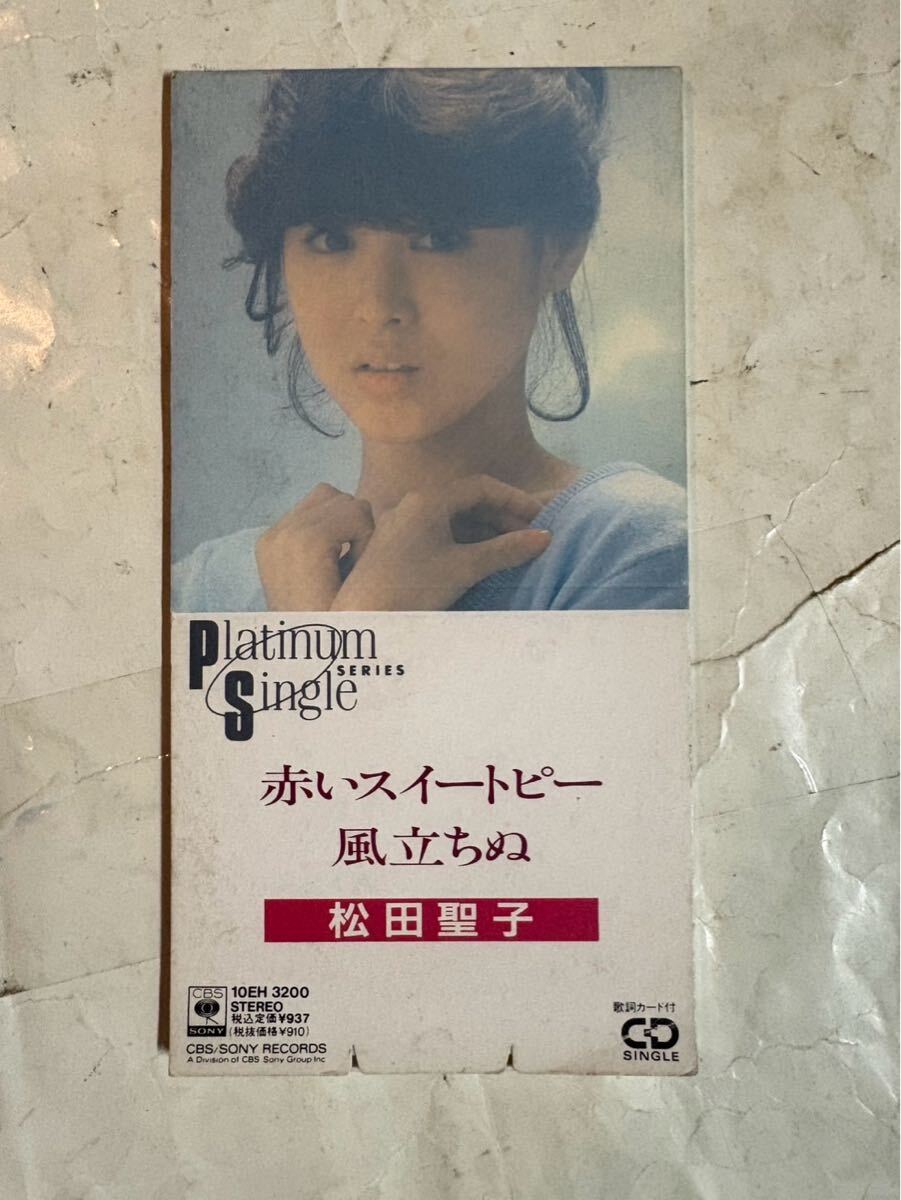 Platinum
SERIES
Single
赤いスイートピー
風立ちぬ
松田聖子
CBS
SONY
10EH 3200
STEREO
税込定価¥937
(税抜価格¥910)
CBS/SONY RECORDS
A Division of CBS Sony Group Inc
歌詞カード付
CD
SINGLE